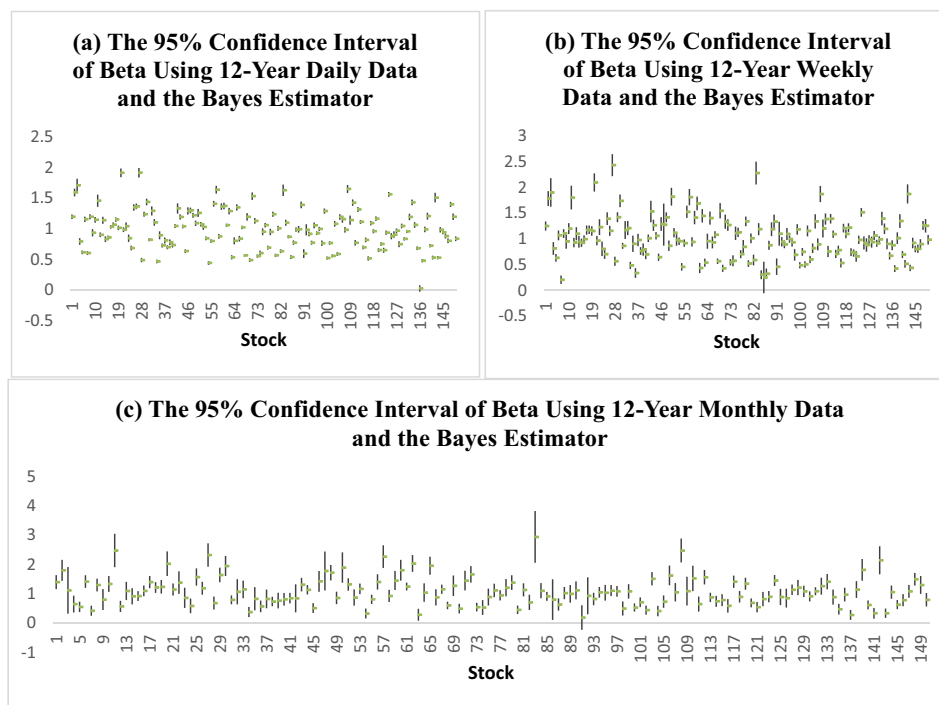 (a) The 95% Confidence Interval
of Beta Using 12-Year Daily Data
and the Bayes Estimator
2.5
2
1.5
1
0.5
0
-0.5
1 10 19 28 37 46 55 64 73 82 91 100 109 118 127 136 145
Stock
(b) The 95% Confidence Interval
of Beta Using 12-Year Weekly
Data and the Bayes Estimator
3
2.5
2
1.5
1
0.5
0
-0.5
1 10 19 28 37 46 55 64 73 82 91 100 109 118 127 136 145
Stock
(c) The 95% Confidence Interval of Beta Using 12-Year Monthly Data
and the Bayes Estimator
5
4
3
2
1
0
-1
1 5 9 13 17 21 25 29 33 37 41 45 49 53 57 61 65 69 73 77 81 85 89 93 97 101 105 109 113 117 121 125 129 133 137 141 145 149
Stock